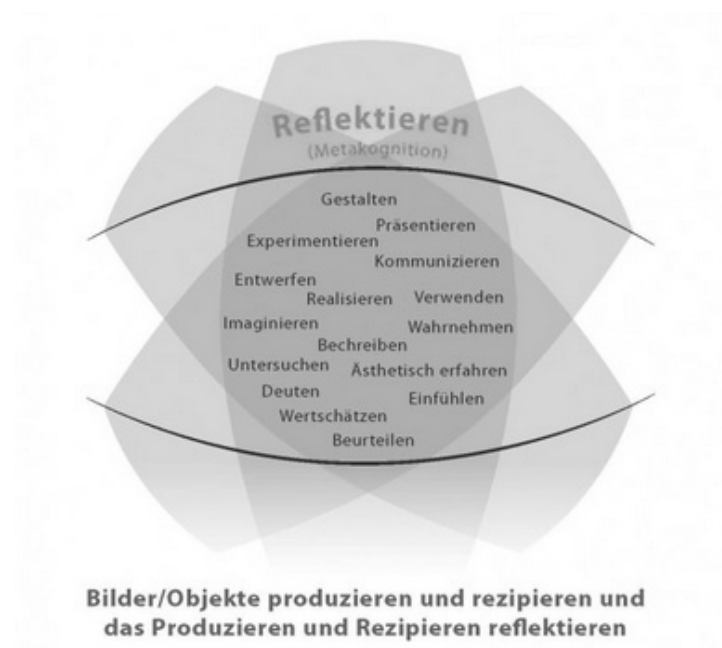 Reflektieren
(Metakognition)
Gestalten
Präsentieren
Experimentieren
Kommunizieren
Entwerfen
Realisieren
Verwenden
Imaginieren
Wahrnehmen
Bechreiben
Untersuchen
Ästhetisch erfahren
Deuten
Einfühlen
Wertschätzen
Beurteilen
Bilder/Objekte produzieren und rezipieren und
das Produzieren und Rezipieren reflektieren